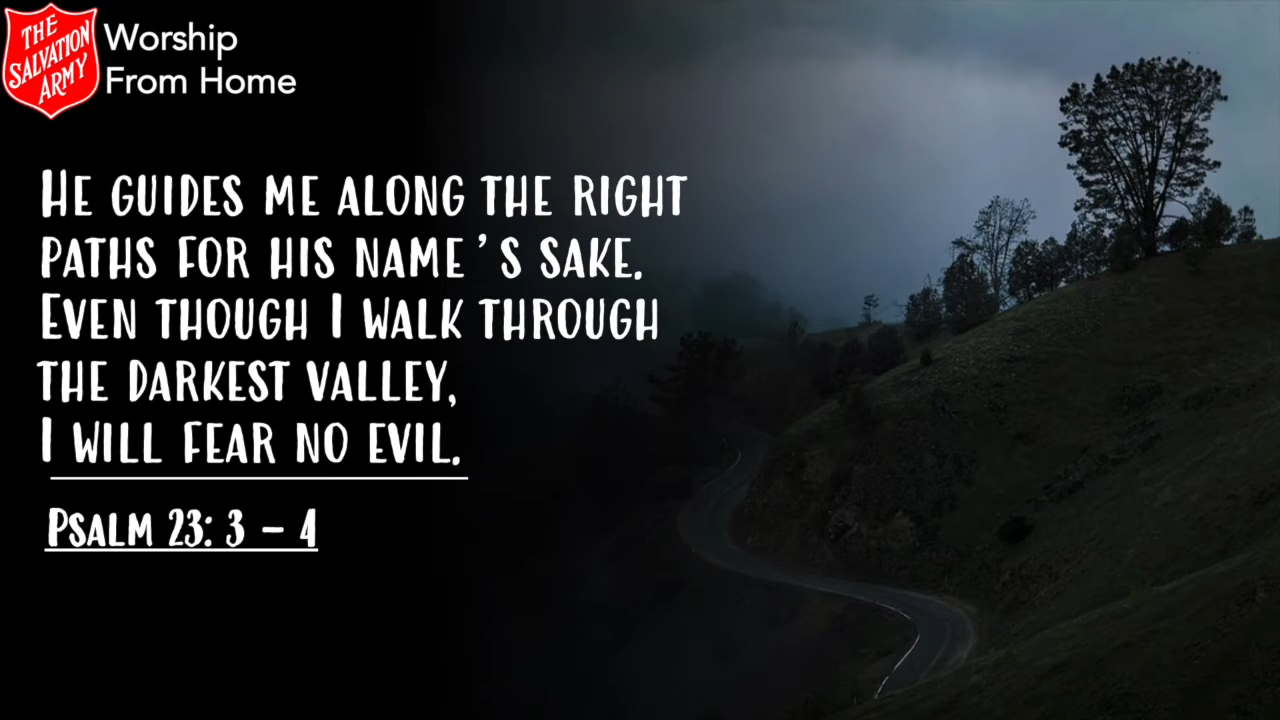 THE
SALVATION
ARMY
Worship
From Home
He guides me along the right
paths for his name's sake.
Even though I walk through
the darkest valley,
I will fear no evil.
Psalm 23: 3 – 4